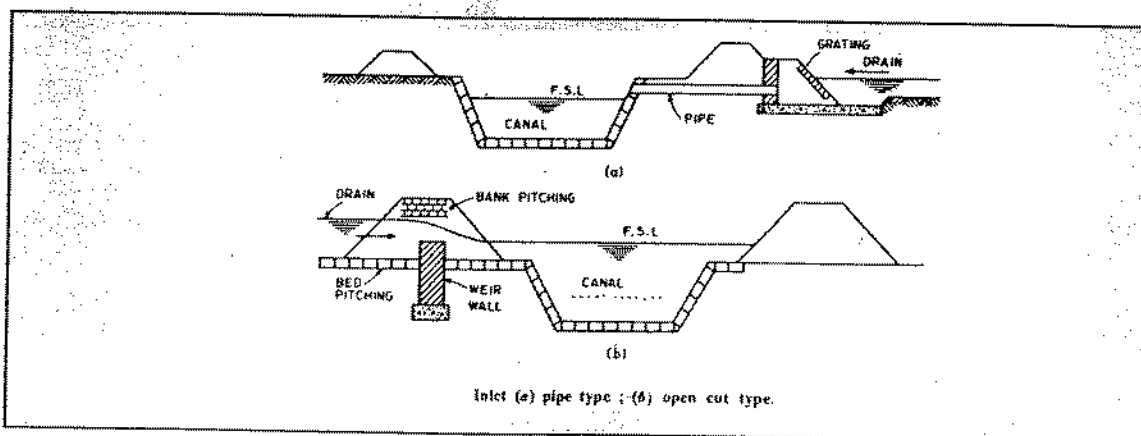 GRATING
DRAIN
F.S.L
CANAL
PIPE
(a)
DRAIN
BANK PITCHING
F.S.L
BED PITCHING
WEIR WALL
CANAL
(b)
Inlet (a) pipe type ; (b) open cut type.